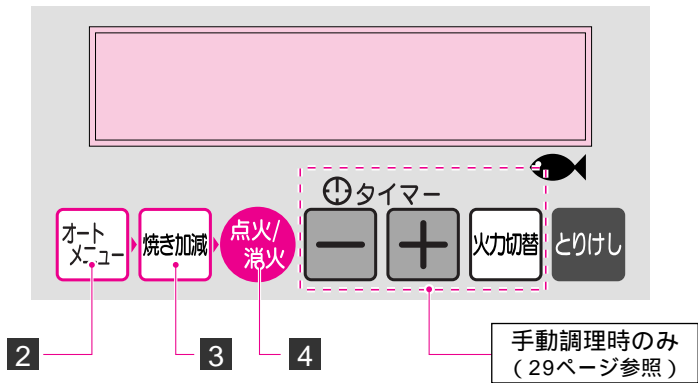 タイマー
オート
メニュー
焼き加減
点火/
消火
火力切替
とりけし
2
3
4
手動調理時のみ
(29ページ参照)